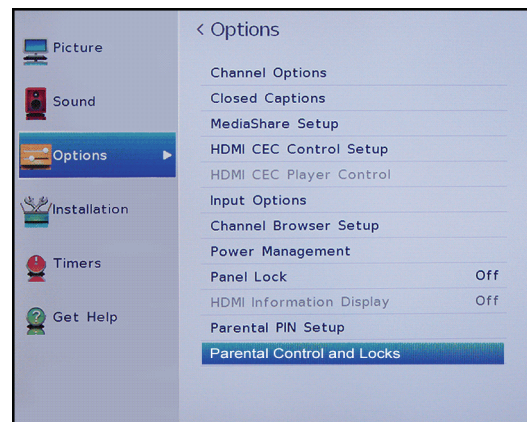 Picture
Sound
Options
Installation
Timers
Get Help
< Options
Channel Options
Closed Captions
MediaShare Setup
HDMI CEC Control Setup
HDMI CEC Player Control
Input Options
Channel Browser Setup
Power Management
Panel Lock Off
HDMI Information Display Off
Parental PIN Setup
Parental Control and Locks